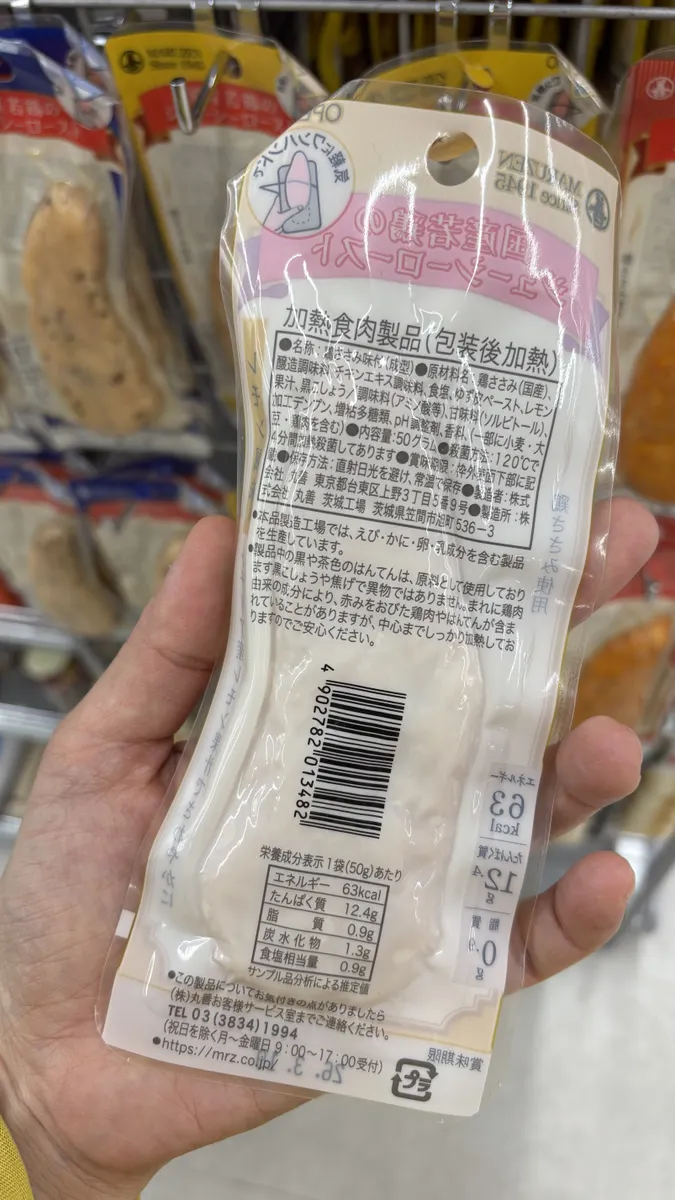 MARUZEN
Since 1945
国産若鶏の
ジューシーロースト
加熱食肉製品(包装後加熱)
●名称:鶏ささみ味付(成型)●原材料名:鶏ささみ(国産)、
醸造調味料、チキンエキス調味料、食塩、ゆず皮ペースト、レモン
果汁、黒こしょう/調味料(アミノ酸等)、甘味料(ソルビトール)、
加工デンプン、増粘多糖類、pH調整剤、香料、(一部に小麦・大
豆・鶏肉を含む)●内容量:50グラム●殺菌方法:120℃で
4分間加熱殺菌してあります●賞味期限:枠外表面下部に記
載●保存方法:直射日光を避け、常温で保存●製造者:株式
会社 丸善 東京都台東区上野3丁目5番9号●製造所:株
式会社 丸善 茨城工場 茨城県笠間市旭町536-3
•本品製造工場では、えび・かに・卵・乳成分を含む製品
を生産しています。
•製品中の黒や茶色のはんてんは、原料として使用しており
ます黒こしょうや焦げで異物ではありません。まれに鶏肉
由来の成分により、赤みをおびた鶏肉やはんてんが含ま
れていることがありますが、中心までしっかり加熱してお
りますのでご安心ください。
鶏ささみ使用
4 902782 013482
エネルギー
63
kcal
たんぱく質
12.4
g
脂質
0.9
g
栄養成分表示1袋(50g)あたり
エネルギー 63kcal
たんぱく質 12.4g
脂質 0.9g
炭水化物 1.3g
食塩相当量 0.9g
サンプル品分析による推定値
•この製品についてお気付きの点がありましたら
(株)丸善お客様サービス室までご連絡ください。
TEL 03(3834)1994
(祝日を除く月〜金曜日9:00〜17:00受付)
•https://mrz.co.jp/
賞味期限
プラ
MARUZEN
Since 1945